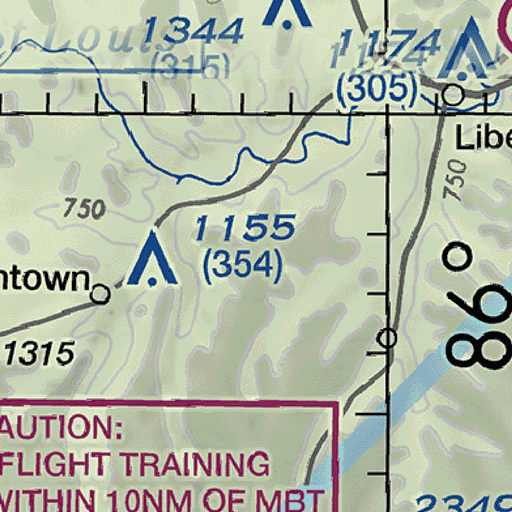 1344
(315)
1174
(305)
Libe
750
750
1155
(354)
ntown
86°
1315
AUTION:
FLIGHT TRAINING
WITHIN 10NM OF MBT
2349